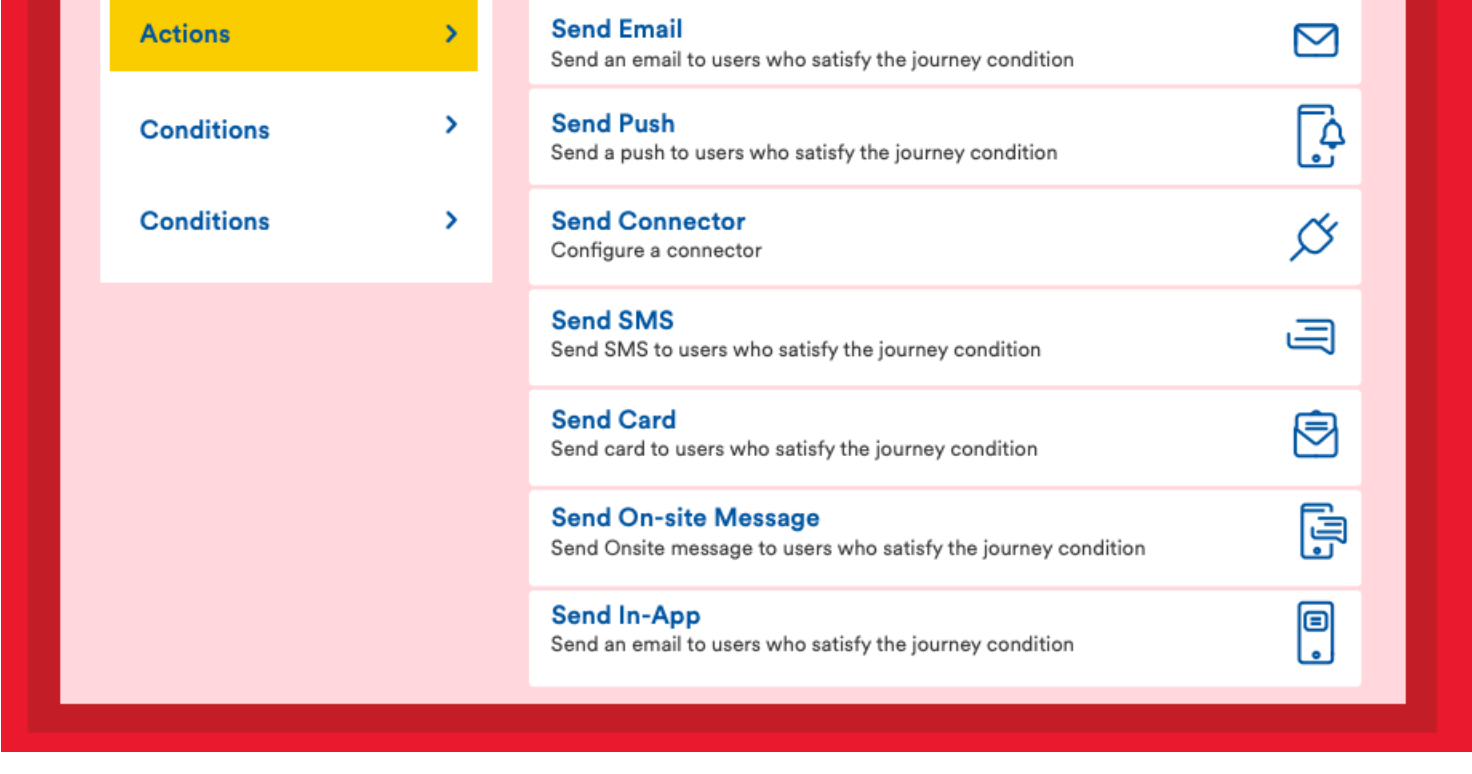 Actions
Conditions
Conditions
Send Email
Send an email to users who satisfy the journey condition
Send Push
Send a push to users who satisfy the journey condition
Send Connector
Configure a connector
Send SMS
Send SMS to users who satisfy the journey condition
Send Card
Send card to users who satisfy the journey condition
Send On-site Message
Send Onsite message to users who satisfy the journey condition
Send In-App
Send an email to users who satisfy the journey condition